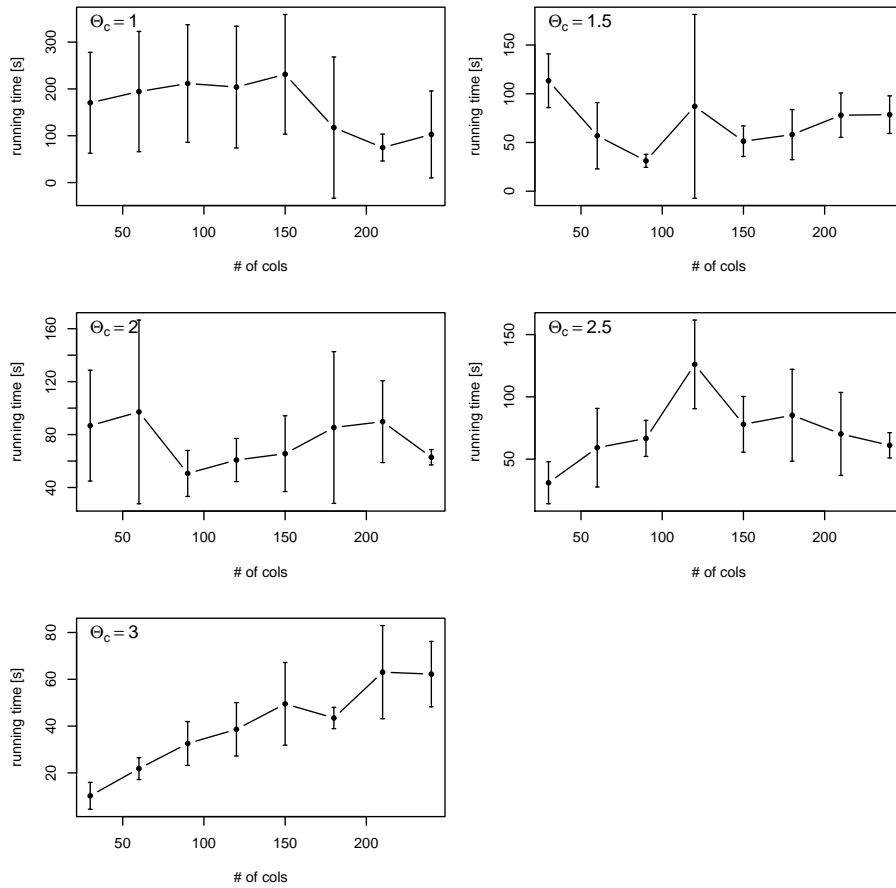 Θc = 1
running time [s]
0 100 200 300
50 100 150 200
# of cols
Θc = 1.5
running time [s]
0 50 100 150
50 100 150 200
# of cols
Θc = 2
running time [s]
40 80 120 160
50 100 150 200
# of cols
Θc = 2.5
running time [s]
50 100 150
50 100 150 200
# of cols
Θc = 3
running time [s]
20 40 60 80
50 100 150 200
# of cols